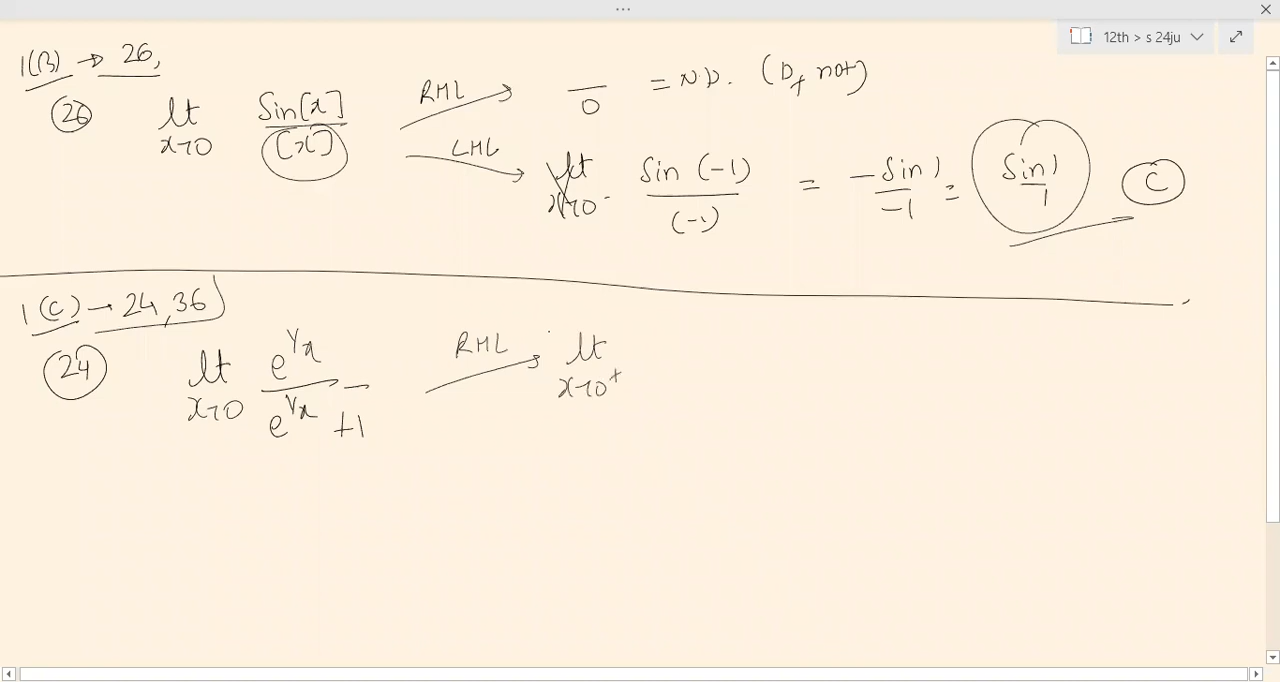 12th > s 24ju
1(B) → 26,
26 lt x→0 Sin[x]/[x] RHL → —/0 = N.D. (Df not)
LHL → lt x→0- Sin (-1)/(-1) = -Sin1/-1 = Sin1/1 C
1(C) → 24, 36)
24 lt x→0 e^1/x / e^1/x +1 RHL → lt x→0+